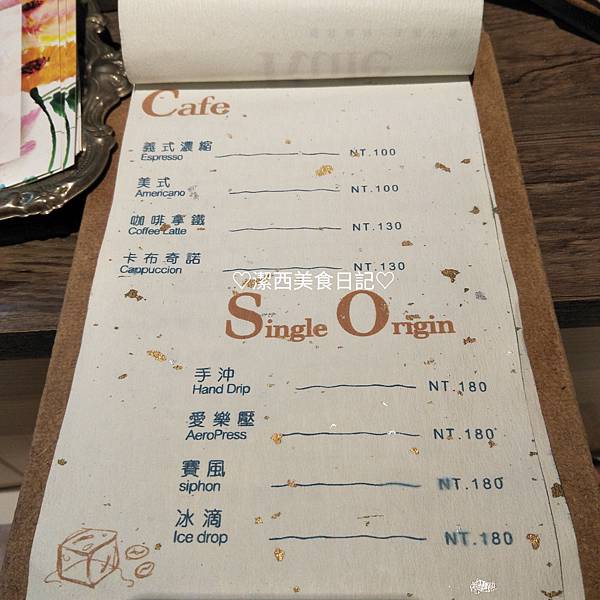 Cafe
義式濃縮 NT.100
Espresso
美式 NT.100
Americano
咖啡拿鐵 NT.130
Coffee Latte
卡布奇諾 NT.130
Cappuccion
♡潔西美食日記♡
Single Origin
手沖 NT.180
Hand Drip
愛樂壓 NT.180
AeroPress
賽風 NT.180
siphon
冰滴 NT.180
Ice drop